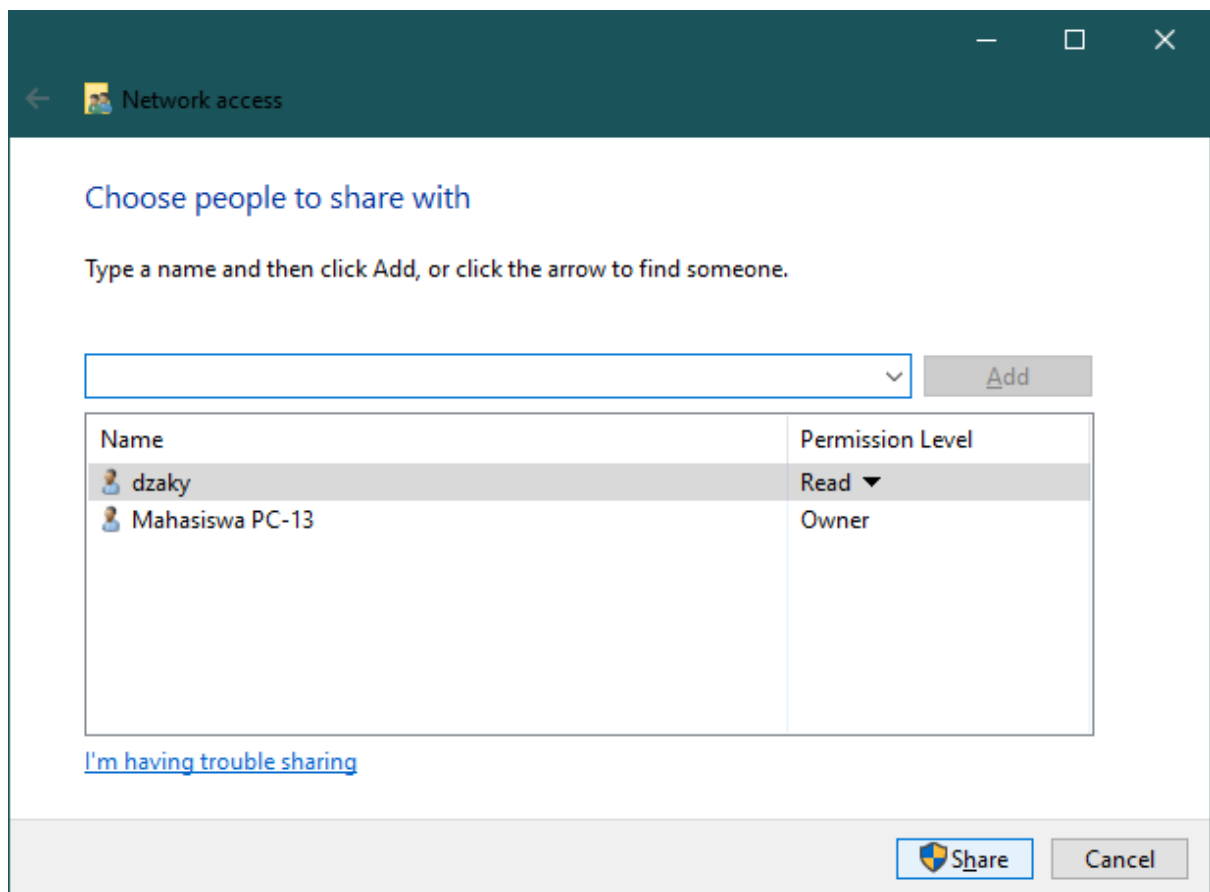 Network access
Choose people to share with
Type a name and then click Add, or click the arrow to find someone.
Add
Name Permission Level
dzaky Read
Mahasiswa PC-13 Owner
I'm having trouble sharing
Share Cancel